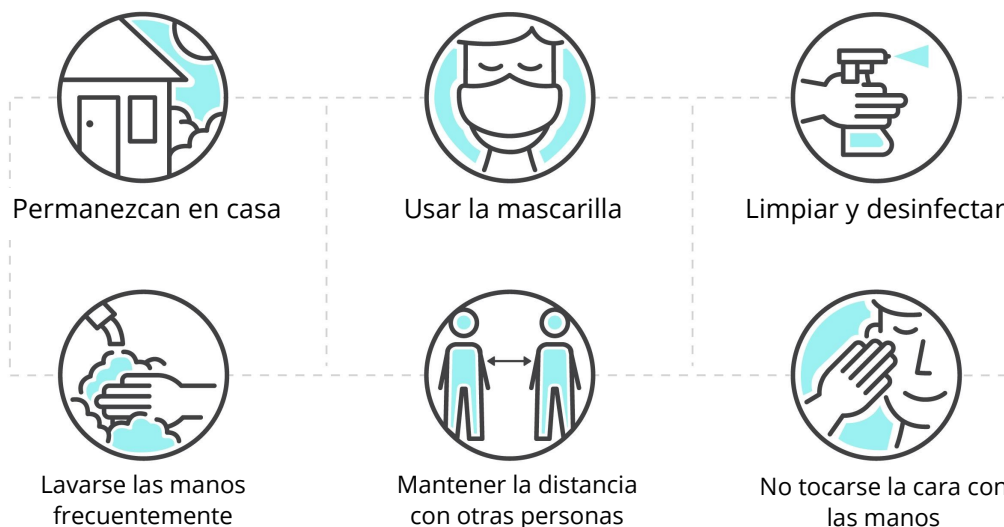 Permanezcan en casa
Usar la mascarilla
Limpiar y desinfectar
Lavarse las manos
frecuentemente
Mantener la distancia
con otras personas
No tocarse la cara con
las manos